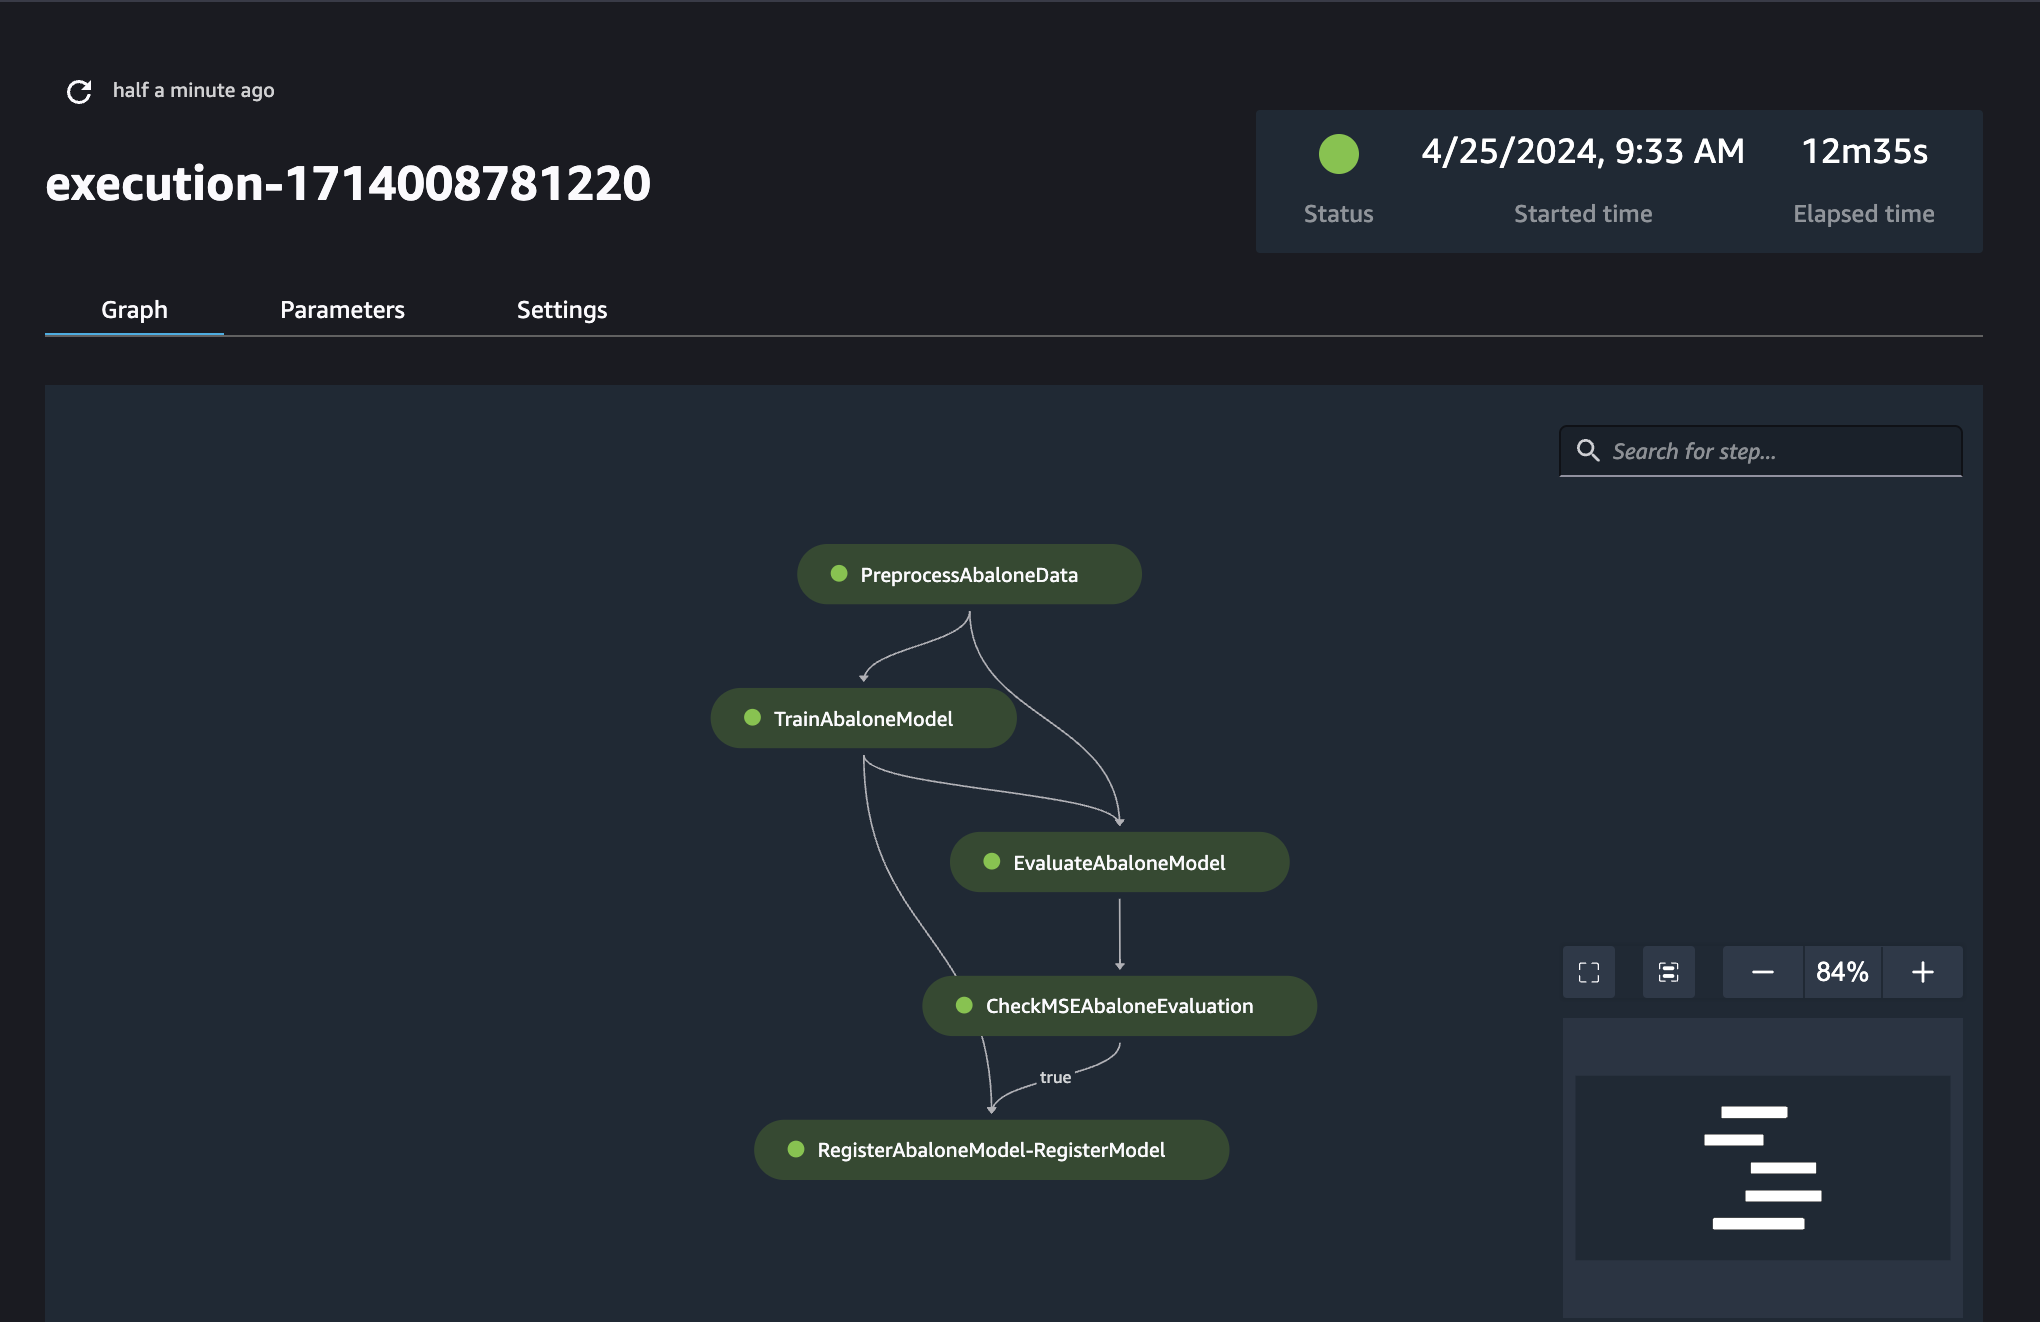 half a minute ago
execution-1714008781220
4/25/2024, 9:33 AM
12m35s
Status
Started time
Elapsed time
Graph
Parameters
Settings
Search for step...
PreprocessAbaloneData
TrainAbaloneModel
EvaluateAbaloneModel
84%
CheckMSEAbaloneEvaluation
true
RegisterAbaloneModel-RegisterModel